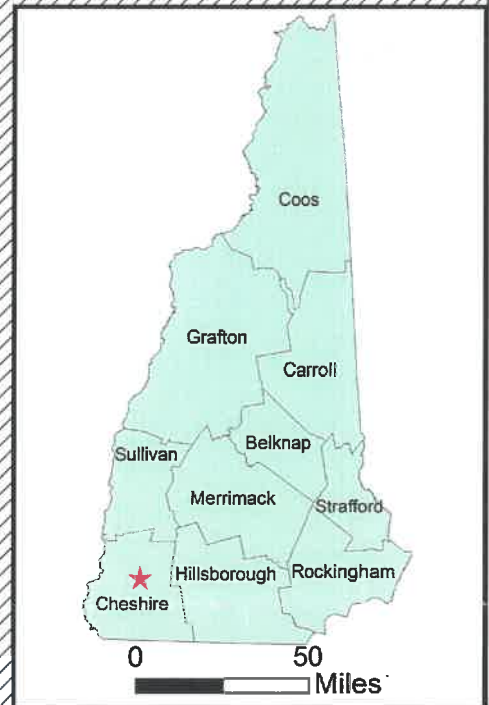 Coos
Grafton
Carroll
Sullivan
Belknap
Merrimack
Strafford
Hillsborough
Rockingham
Cheshire
0 50
Miles